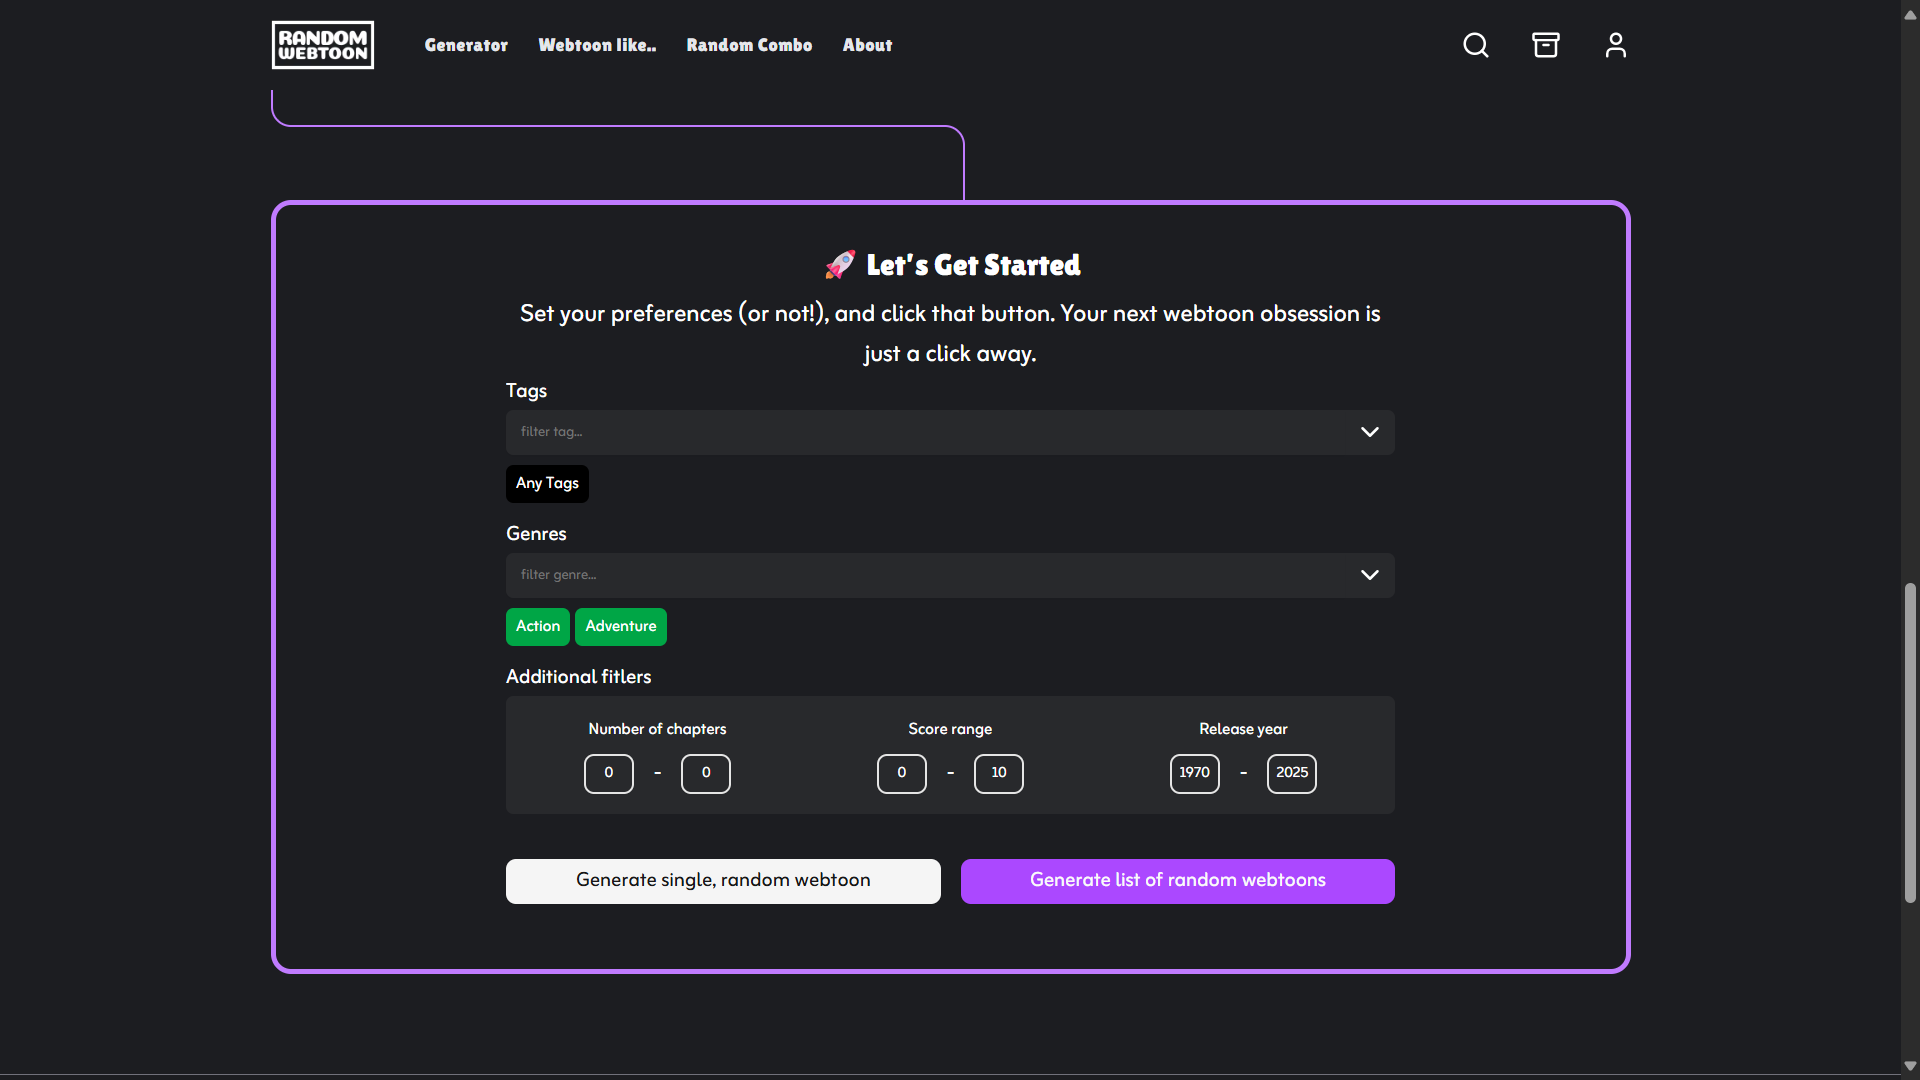 RANDOM
WEBTOON
Generator
Webtoon like..
Random Combo
About
🚀 Let's Get Started
Set your preferences (or not!), and click that button. Your next webtoon obsession is
just a click away.
Tags
filter tag...
Any Tags
Genres
filter genre...
Action Adventure
Additional fitlers
Number of chapters
0 - 0
Score range
0 - 10
Release year
1970 - 2025
Generate single, random webtoon
Generate list of random webtoons